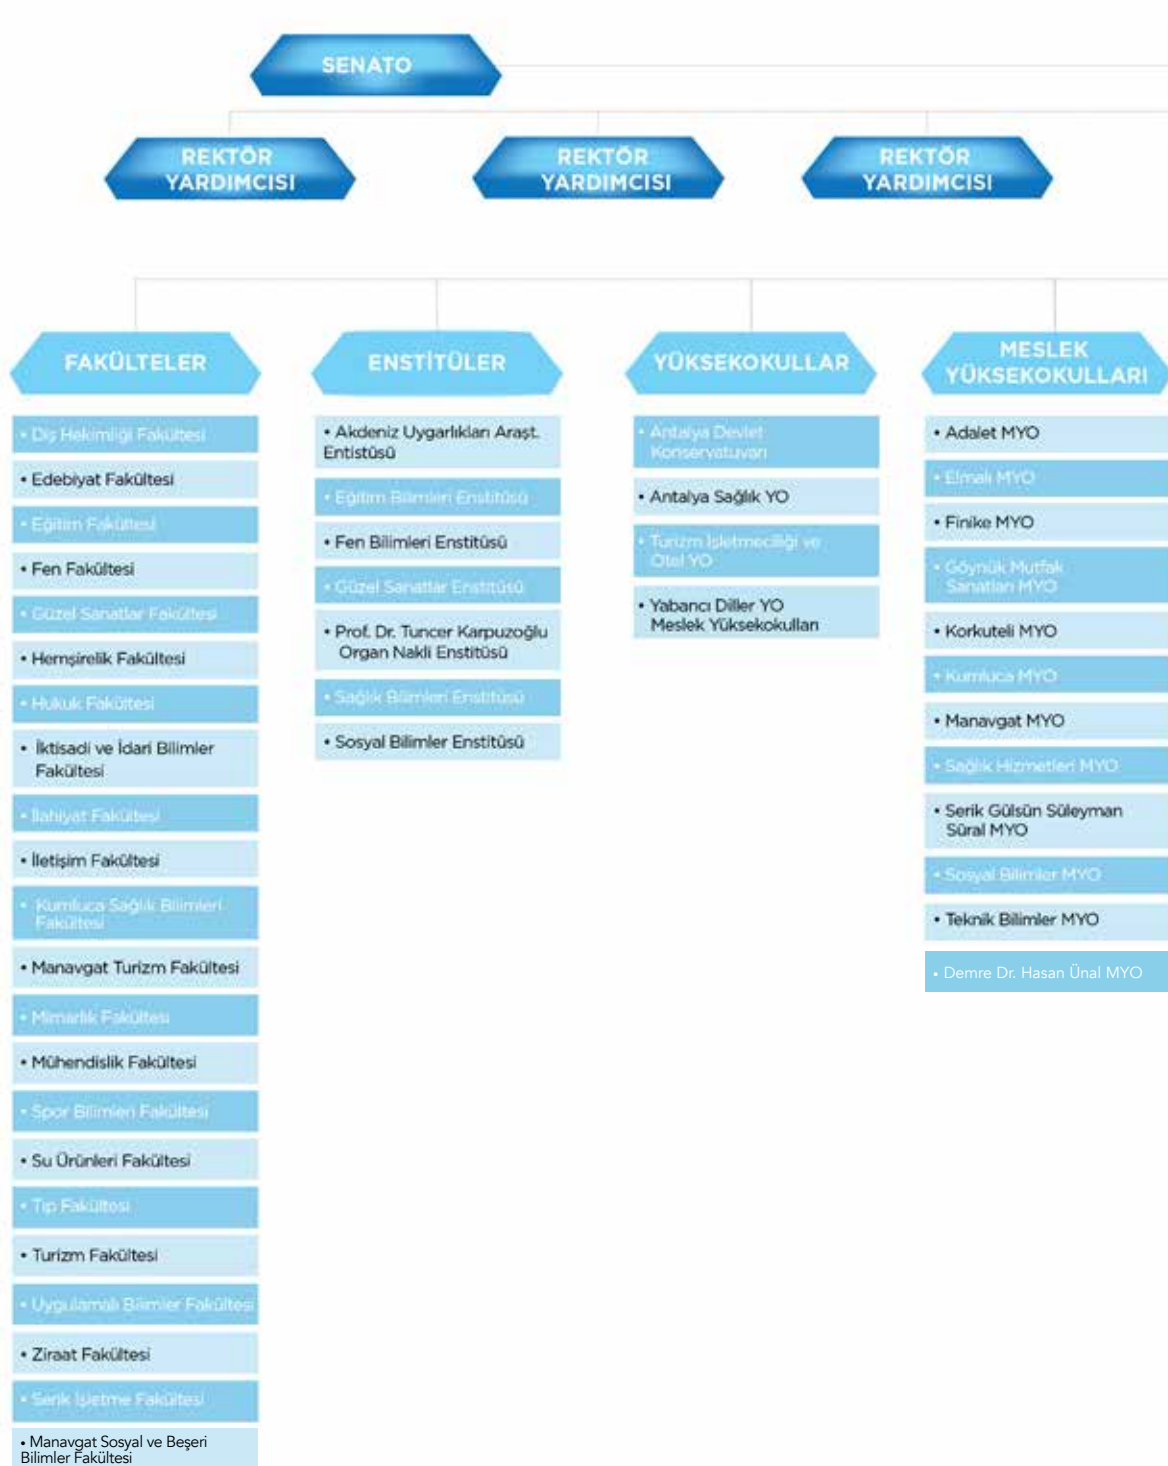 SENATO
REKTÖR
YARDIMCISI
REKTÖR
YARDIMCISI
REKTÖR
YARDIMCISI
FAKÜLTELER
• Diş Hekimliği Fakültesi
• Edebiyat Fakültesi
• Eğitim Fakültesi
• Fen Fakültesi
• Güzel Sanatlar Fakültesi
• Hemşirelik Fakültesi
• Hukuk Fakültesi
• İktisadi ve İdari Bilimler
Fakültesi
• İlahiyat Fakültesi
• İletişim Fakültesi
• Kumluca Sağlık Bilimleri
Fakültesi
• Manavgat Turizm Fakültesi
• Mimarlık Fakültesi
• Mühendislik Fakültesi
• Spor Bilimleri Fakültesi
• Su Ürünleri Fakültesi
• Tıp Fakültesi
• Turizm Fakültesi
• Uygulamalı Bilimler Fakültesi
• Ziraat Fakültesi
• Serik İşletme Fakültesi
• Manavgat Sosyal ve Beşeri
Bilimler Fakültesi
ENSTİTÜLER
• Akdeniz Uygarlıkları Araşt.
Entistüsü
• Eğitim Bilimleri Enstitüsü
• Fen Bilimleri Enstitüsü
• Güzel Sanatlar Enstitüsü
• Prof. Dr. Tuncer Karpuzoğlu
Organ Nakli Enstitüsü
• Sağlık Bilimleri Enstitüsü
• Sosyal Bilimler Enstitüsü
YÜKSEKOKULLAR
• Antalya Devlet
Konservatuvarı
• Antalya Sağlık YO
• Turizm İşletmeciliği ve
Otel YO
• Yabancı Diller YO
Meslek Yüksekokulları
MESLEK
YÜKSEKOKULLARI
• Adalet MYO
• Elmalı MYO
• Finike MYO
• Göynük Mutfak
Sanatları MYO
• Korkuteli MYO
• Kumluca MYO
• Manavgat MYO
• Sağlık Hizmetleri MYO
• Serik Gülsün Süleyman
Süral MYO
• Sosyal Bilimler MYO
• Teknik Bilimler MYO
• Demre Dr. Hasan Ünal MYO